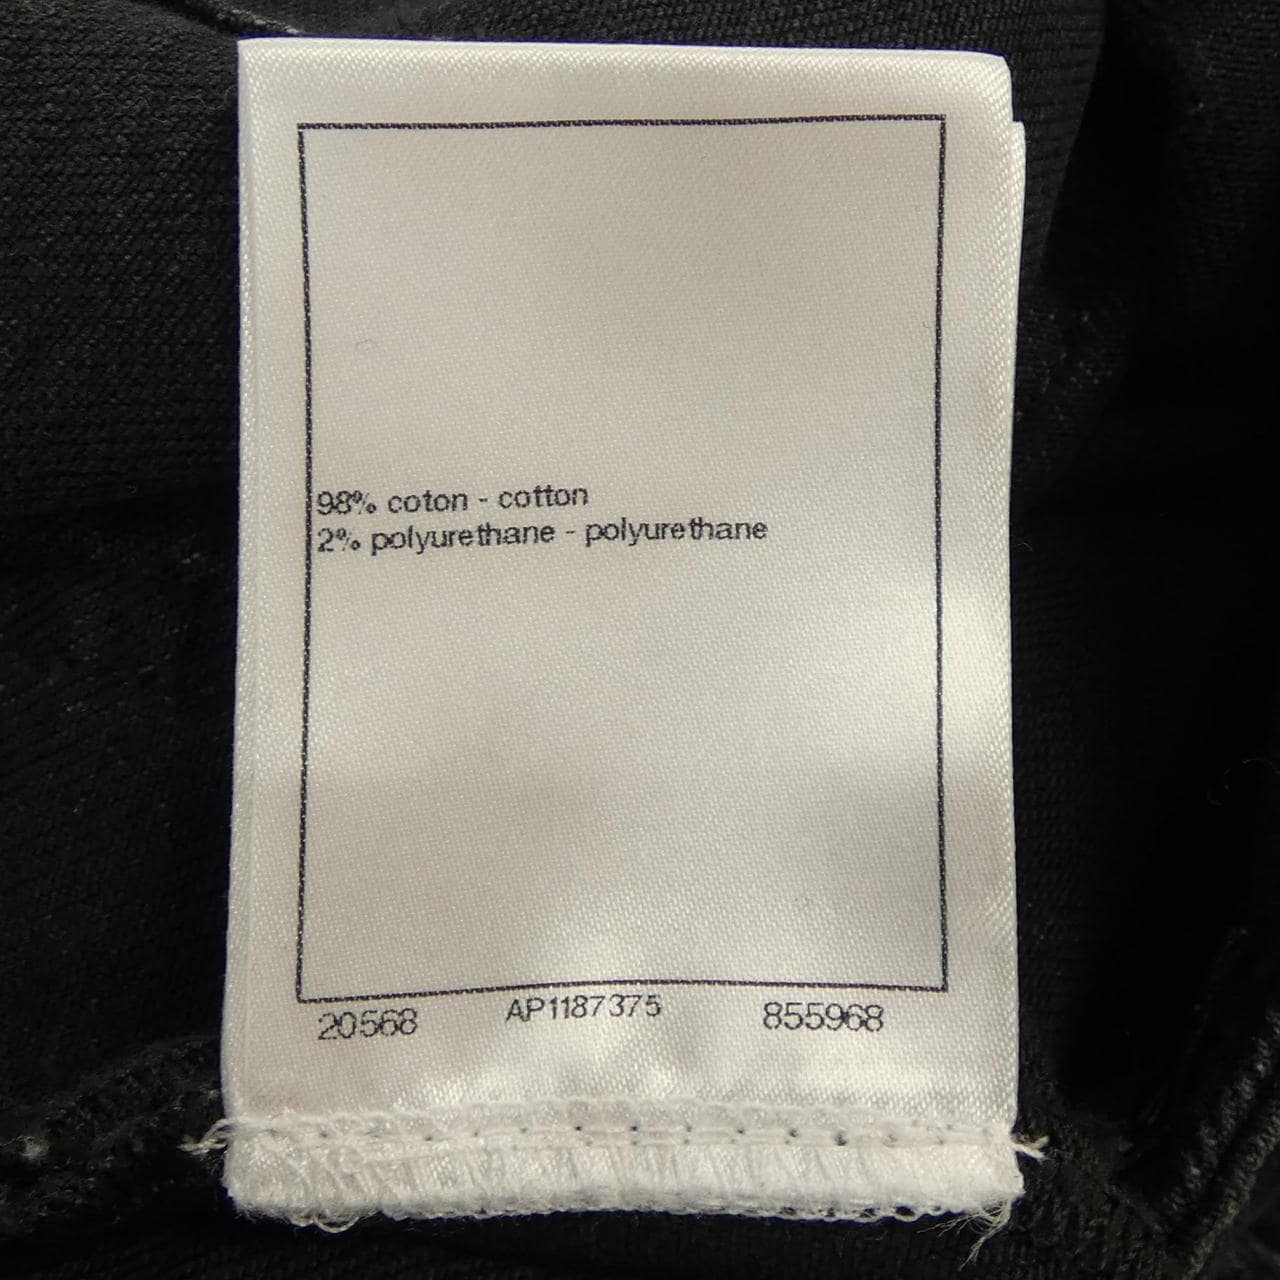 98% coton - cotton
2% polyurethane - polyurethane
20568 AP1187375 855968